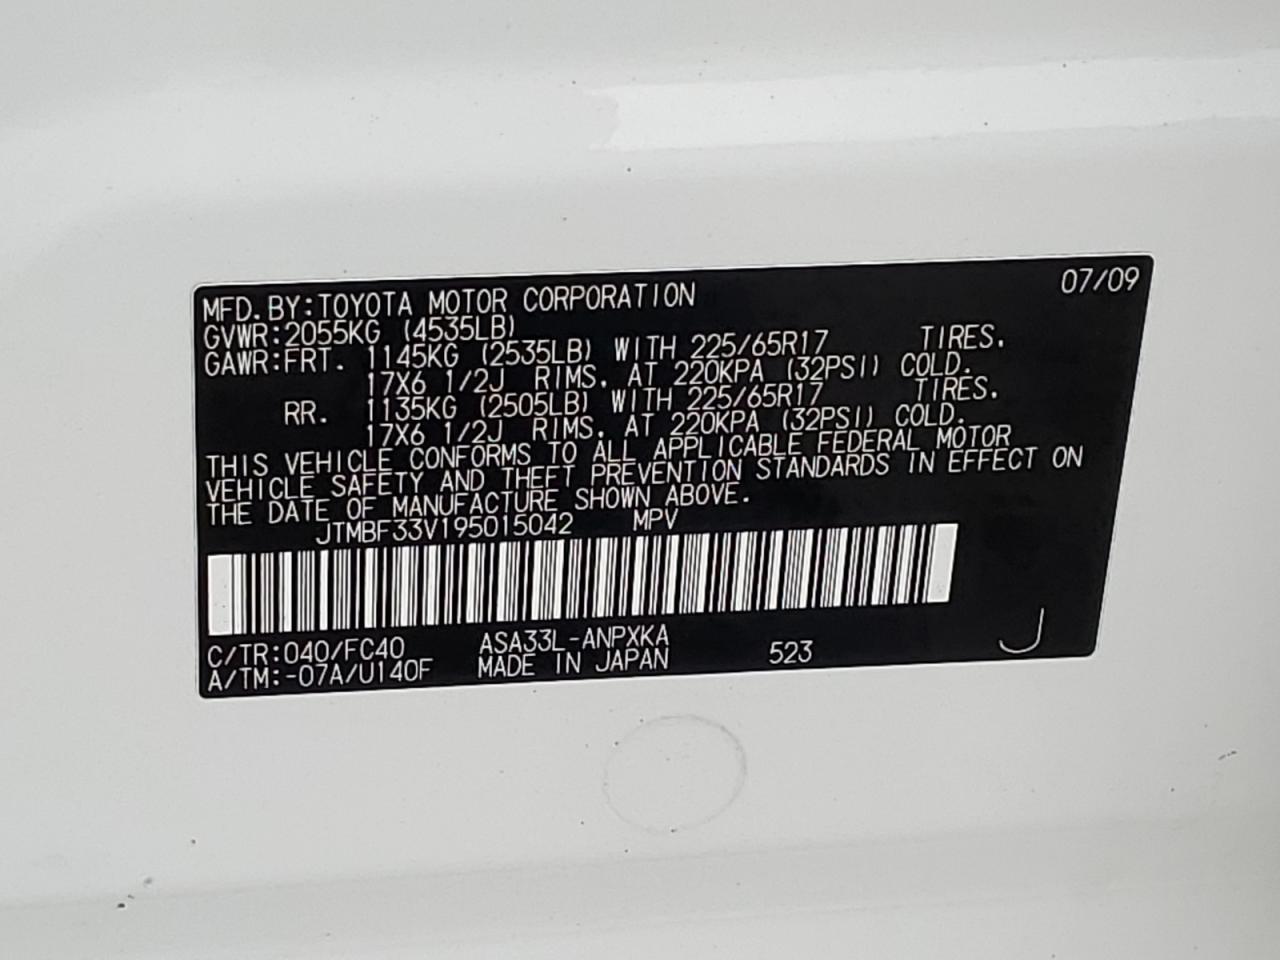 07/09
MFD.BY:TOYOTA MOTOR CORPORATION
GVWR:2055KG (4535LB)
GAWR:FRT. 1145KG (2535LB) WITH 225/65R17 TIRES.
17X6 1/2J RIMS. AT 220KPA (32PSI) COLD.
RR. 1135KG (2505LB) WITH 225/65R17 TIRES.
17X6 1/2J RIMS. AT 220KPA (32PSI) COLD.
THIS VEHICLE CONFORMS TO ALL APPLICABLE FEDERAL MOTOR
VEHICLE SAFETY AND THEFT PREVENTION STANDARDS IN EFFECT ON
THE DATE OF MANUFACTURE SHOWN ABOVE.
JTMBF33V195015042 MPV
C/TR:040/FC40 ASA33L-ANPXKA
A/TM:-07A/U140F MADE IN JAPAN 523 J